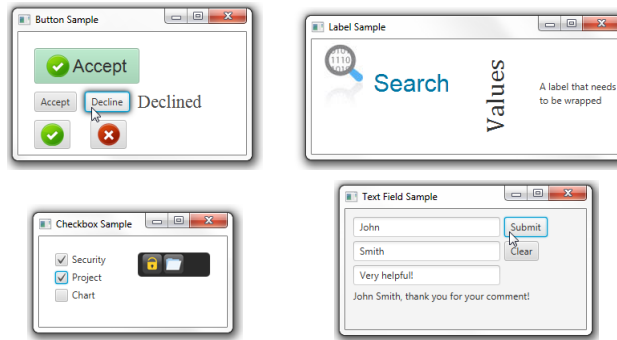 Button Sample
Accept
Accept Decline Declined
Label Sample
1110
Search
Values
A label that needs
to be wrapped
Checkbox Sample
Security
Project
Chart
Text Field Sample
John Submit
Smith Clear
Very helpful!
John Smith, thank you for your comment!